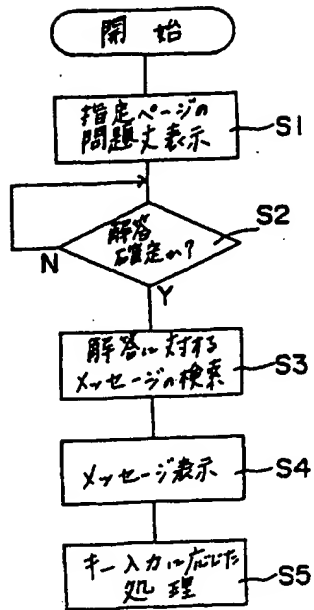 開始
指定ページの
問題文表示
S1
解答
確定か?
S2
N
Y
解答に対する
メッセージの検索
S3
メッセージ表示
S4
キー入力に応じた
処理
S5